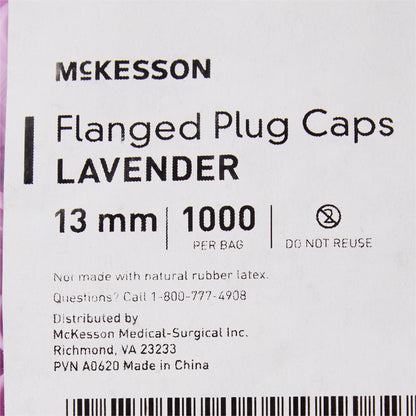 McKESSON
Flanged Plug Caps
LAVENDER
13 mm
1000
PER BAG
DO NOT REUSE
Not made with natural rubber latex.
Questions? Call 1-800-777-4908
Distributed by
McKesson Medical-Surgical Inc.
Richmond, VA 23233
PVN A0620 Made in China